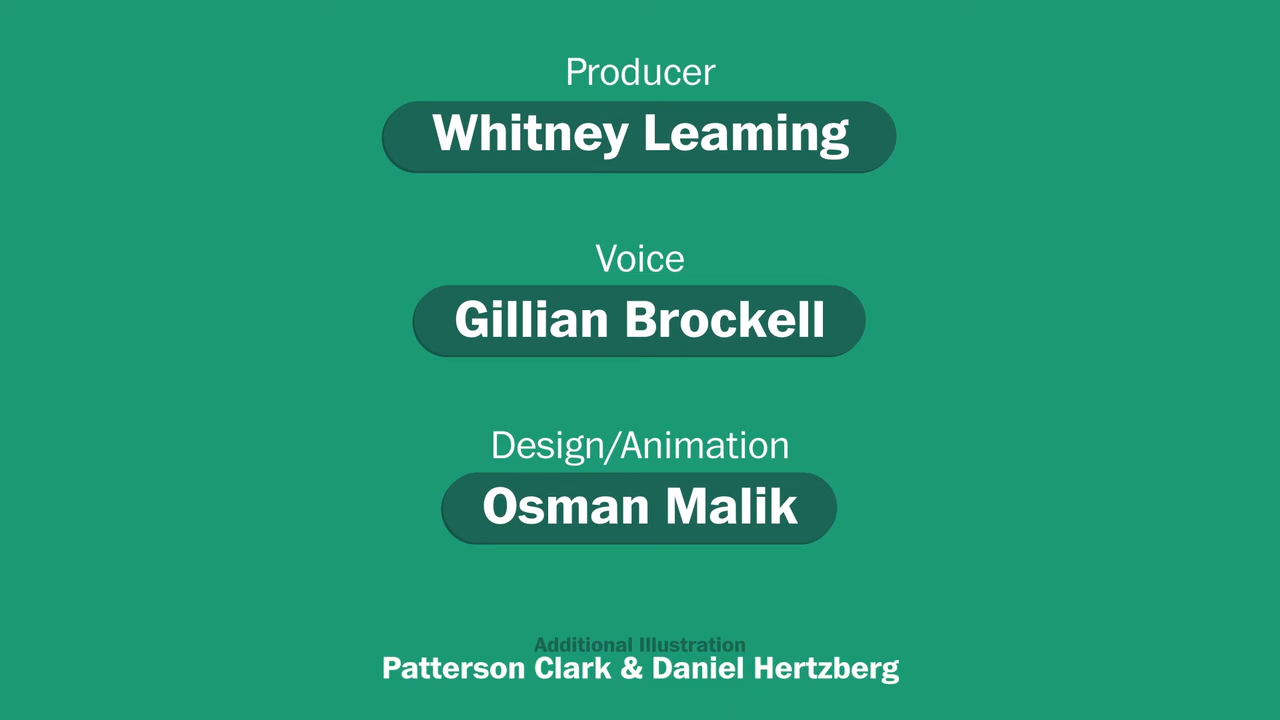 Producer
Whitney Leaming
Voice
Gillian Brockell
Design/Animation
Osman Malik
Additional Illustration
Patterson Clark & Daniel Hertzberg